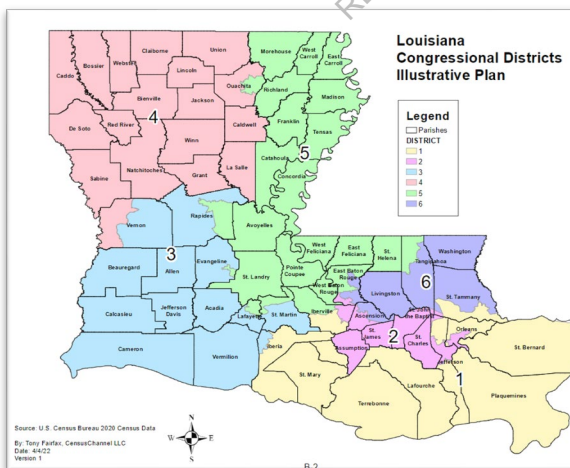 Louisiana
Congressional Districts
Illustrative Plan
Legend
Parishes
DISTRICT
1
2
3
4
5
6
Caddo
Bossier
Webster
Claiborne
Union
Lincoln
Ouachita
Morehouse
West
Carroll
East
Carroll
Bienville
Jackson
Richland
Madison
De Soto
Red River
4
Winn
Caldwell
Franklin
Tensas
Sabine
Natchitoches
Grant
La Salle
Catahoula
5
Concordia
Vernon
Rapides
Avoyelles
3
Beauregard
Allen
Evangeline
St. Landry
Pointe
Coupee
West
Feliciana
East
Feliciana
St.
Helena
Tangipahoa
Washington
East Baton
Rouge
West Baton
Rouge
Livingston
6
St. Tammany
Calcasieu
Jefferson
Davis
Acadia
Lafayette
St. Martin
Iberville
Ascension
St. John
the Baptist
Orleans
Cameron
Vermilion
Iberia
St.
James
2
Assumption
St.
Charles
Jefferson
St. Bernard
St. Mary
Lafourche
1
Terrebonne
Plaquemines
Source: U.S. Census Bureau 2020 Census Data
By: Tony Fairfax, CensusChannel LLC
Date: 4/4/22
Version 1
N
W
E
S
B-2